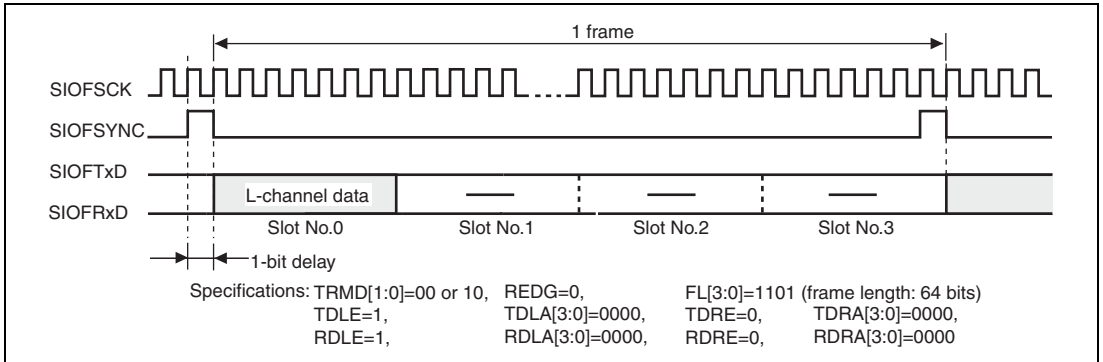 1 frame
SIOFSCK
SIOFSYNC
SIOFTxD
SIOFRxD
L-channel data
Slot No.0 Slot No.1 Slot No.2 Slot No.3
1-bit delay
Specifications: TRMD[1:0]=00 or 10, REDG=0, FL[3:0]=1101 (frame length: 64 bits)
TDLE=1, TDLA[3:0]=0000, TDRE=0, TDRA[3:0]=0000,
RDLE=1, RDLA[3:0]=0000, RDRE=0, RDRA[3:0]=0000